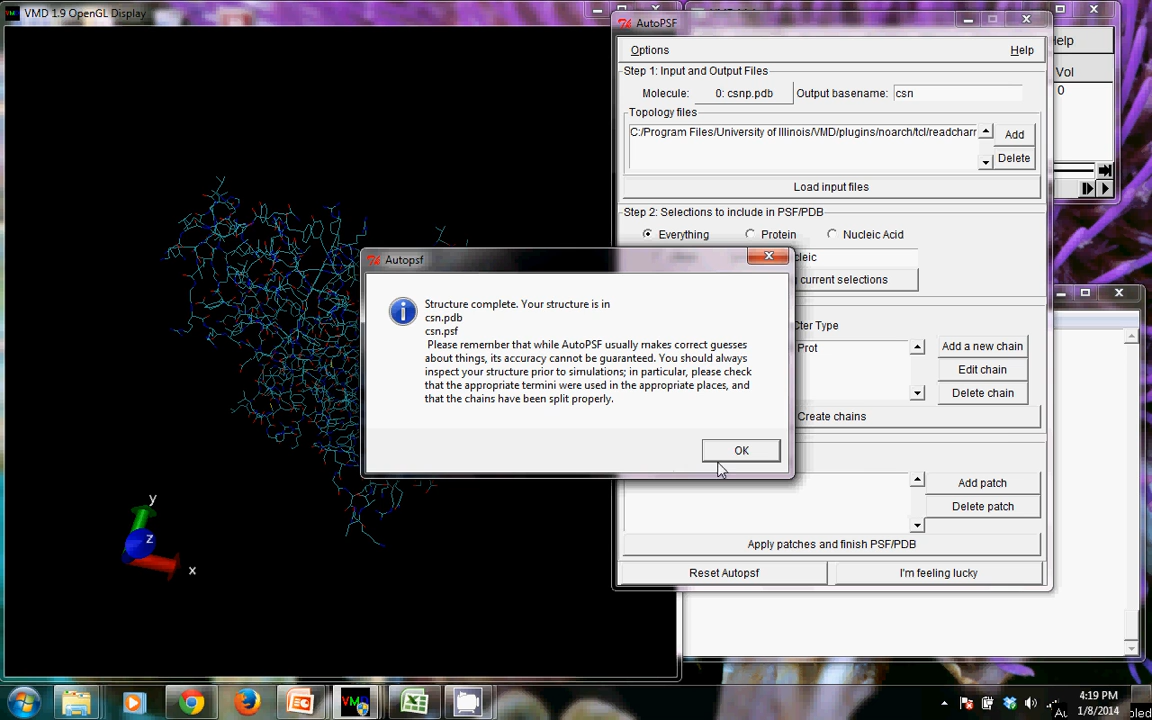 VMD 1.9 OpenGL Display
AutoPSF
Options
Help
Help
Step 1: Input and Output Files
Vol
Molecule:
0: csnp.pdb
Output basename:
csn
0
Topology files
C:/Program Files/University of Illinois/VMD/plugins/noarch/tcl/readcharm
Add
Delete
Load input files
Step 2: Selections to include in PSF/PDB
Everything
Protein
Nucleic Acid
Autopsf
cleic
current selections
Structure complete. Your structure is in
csn.pdb
csn.psf
Please remember that while AutoPSF usually makes correct guesses
about things, its accuracy cannot be guaranteed. You should always
inspect your structure prior to simulations; in particular, please check
that the appropriate termini were used in the appropriate places, and
that the chains have been split properly.
OK
Cter Type
Prot
Add a new chain
Edit chain
Delete chain
Create chains
Add patch
Delete patch
Apply patches and finish PSF/PDB
Reset Autopsf
I'm feeling lucky
y
z
x
4:19 PM
1/8/2014